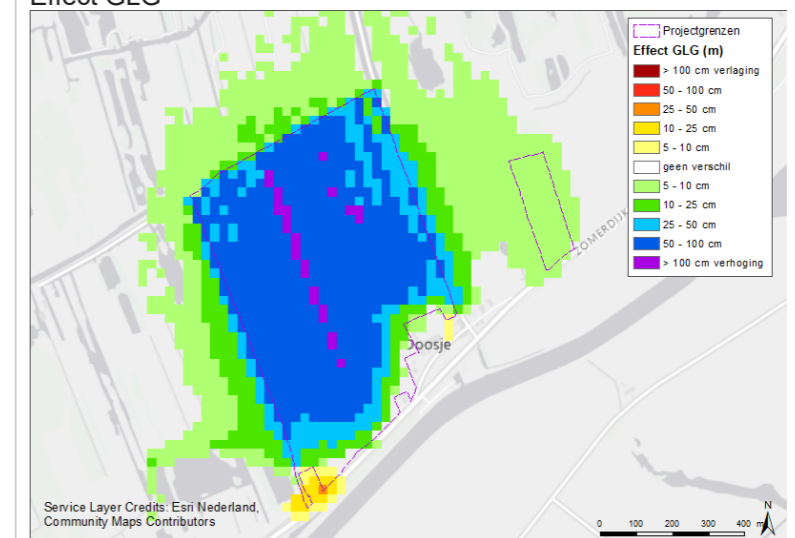 Effect GLG
Projectgrenzen
Effect GLG (m)
> 100 cm verlaging
50 - 100 cm
25 - 50 cm
10 - 25 cm
5 - 10 cm
geen verschil
5 - 10 cm
10 - 25 cm
25 - 50 cm
50 - 100 cm
> 100 cm verhoging
ZOMERDIJK
Doosje
Service Layer Credits: Esri Nederland,
Community Maps Contributors
N
0 100 200 300 400 m